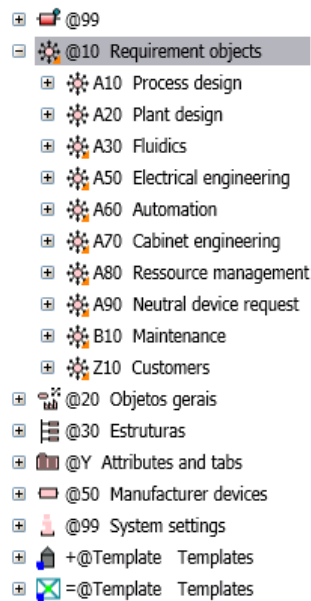 @99
@10 Requirement objects
A10 Process design
A20 Plant design
A30 Fluidics
A50 Electrical engineering
A60 Automation
A70 Cabinet engineering
A80 Ressource management
A90 Neutral device request
B10 Maintenance
Z10 Customers
@20 Objetos gerais
@30 Estruturas
@Y Attributes and tabs
@50 Manufacturer devices
@99 System settings
+@Template Templates
=@Template Templates